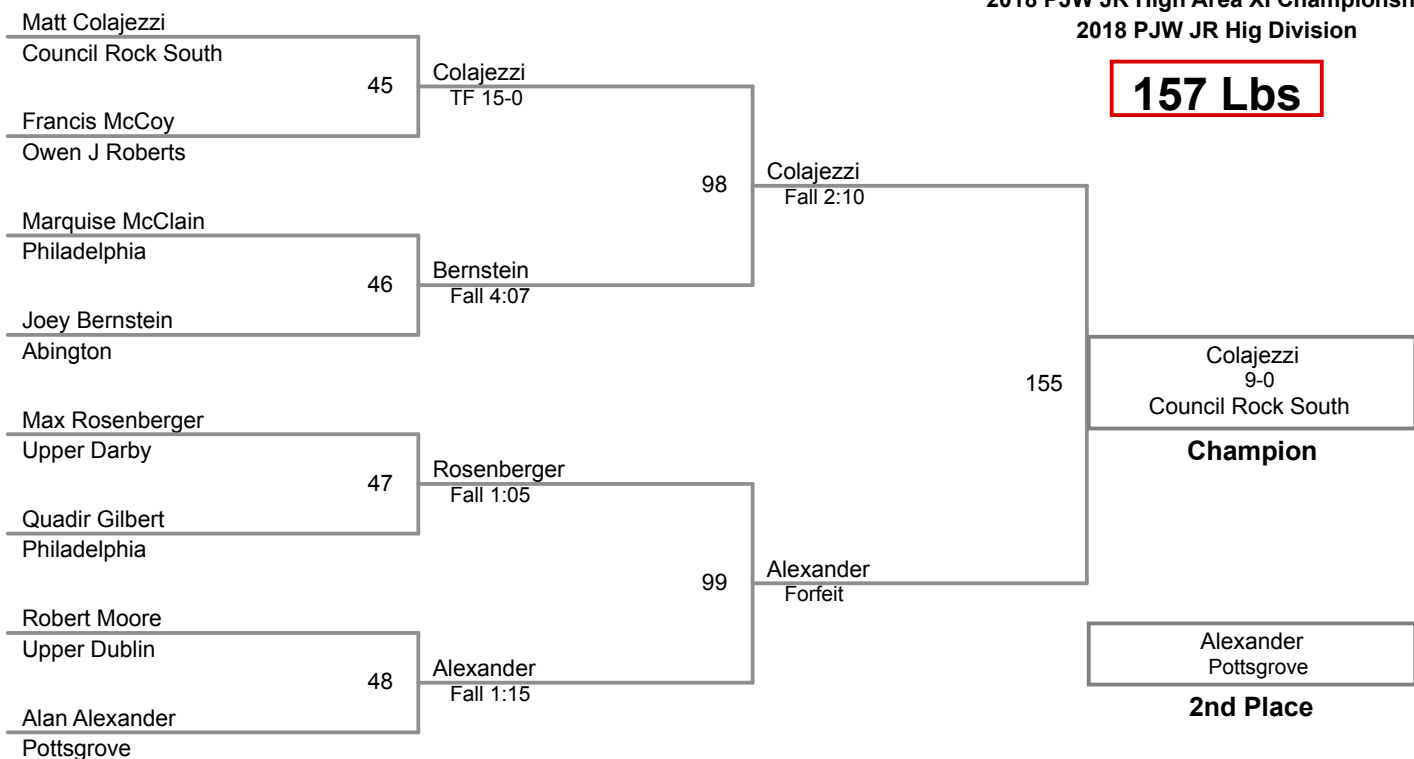 2018 PJW JR High Area XI Championsh
2018 PJW JR Hig Division
157 Lbs
Matt Colajezzi
Council Rock South
45
Colajezzi
TF 15-0
Francis McCoy
Owen J Roberts
98
Colajezzi
Fall 2:10
Marquise McClain
Philadelphia
46
Bernstein
Fall 4:07
Joey Bernstein
Abington
155
Colajezzi
9-0
Council Rock South
Champion
Max Rosenberger
Upper Darby
47
Rosenberger
Fall 1:05
Quadir Gilbert
Philadelphia
99
Alexander
Forfeit
Robert Moore
Upper Dublin
48
Alexander
Fall 1:15
Alan Alexander
Pottsgrove
Alexander
Pottsgrove
2nd Place